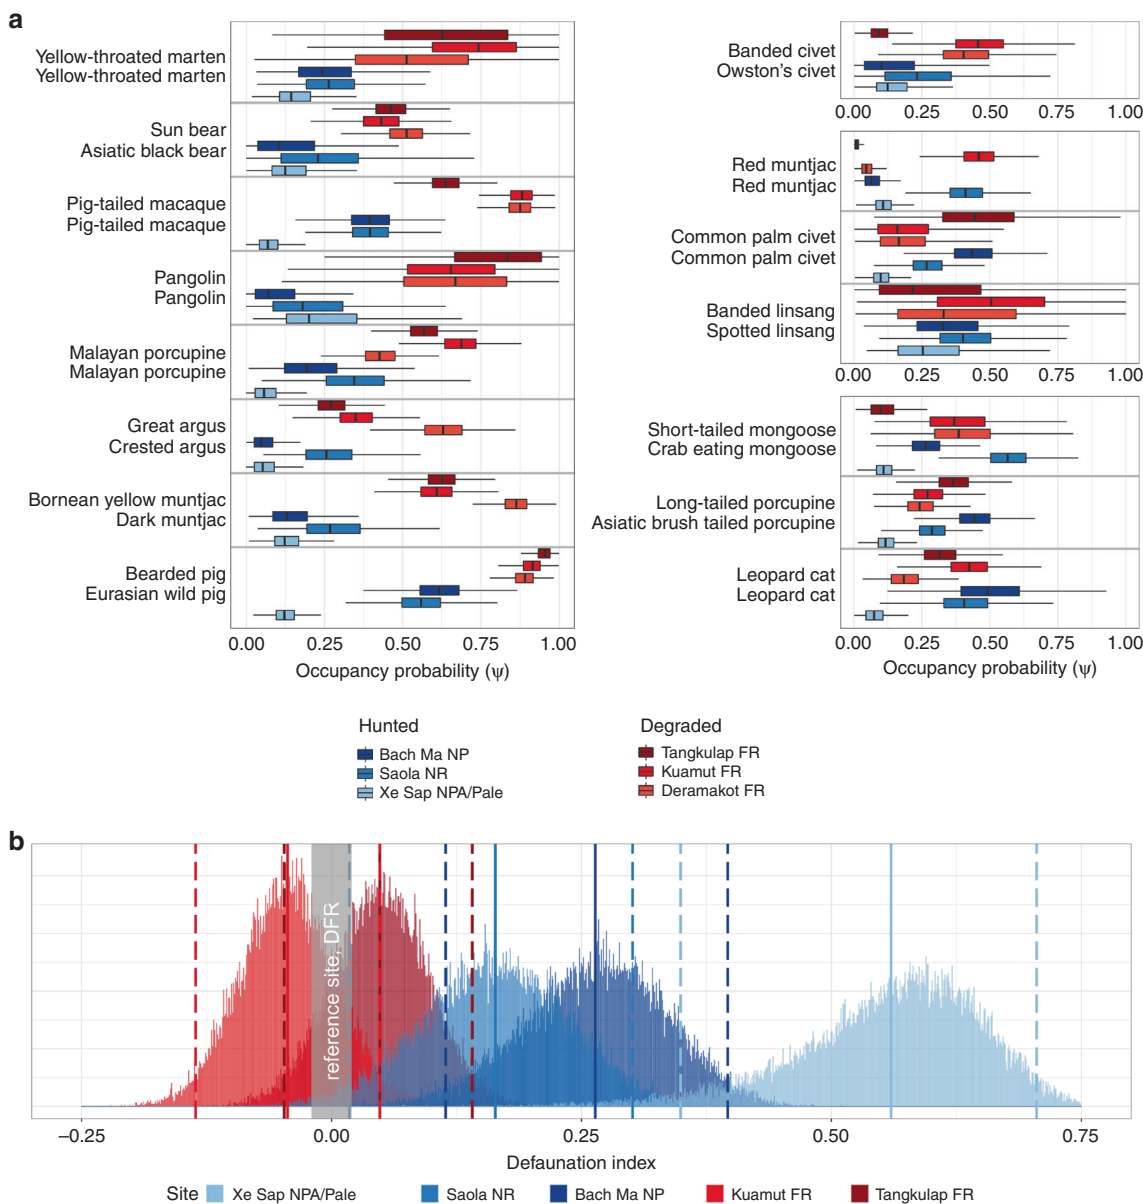 a
Yellow-throated marten
Yellow-throated marten
Sun bear
Asiatic black bear
Pig-tailed macaque
Pig-tailed macaque
Pangolin
Pangolin
Malayan porcupine
Malayan porcupine
Great argus
Crested argus
Bornean yellow muntjac
Dark muntjac
Bearded pig
Eurasian wild pig
0.00 0.25 0.50 0.75 1.00
Occupancy probability (ψ)
Banded civet
Owston's civet
0.00 0.25 0.50 0.75 1.00
Red muntjac
Red muntjac
Common palm civet
Common palm civet
Banded linsang
Spotted linsang
0.00 0.25 0.50 0.75 1.00
Short-tailed mongoose
Crab eating mongoose
Long-tailed porcupine
Asiatic brush tailed porcupine
Leopard cat
Leopard cat
0.00 0.25 0.50 0.75 1.00
Occupancy probability (ψ)
Hunted
Bach Ma NP
Saola NR
Xe Sap NPA/Pale
Degraded
Tangkulap FR
Kuamut FR
Deramakot FR
b
reference site, DFR
−0.25 0.00 0.25 0.50 0.75
Defaunation index
Site Xe Sap NPA/Pale Saola NR Bach Ma NP Kuamut FR Tangkulap FR